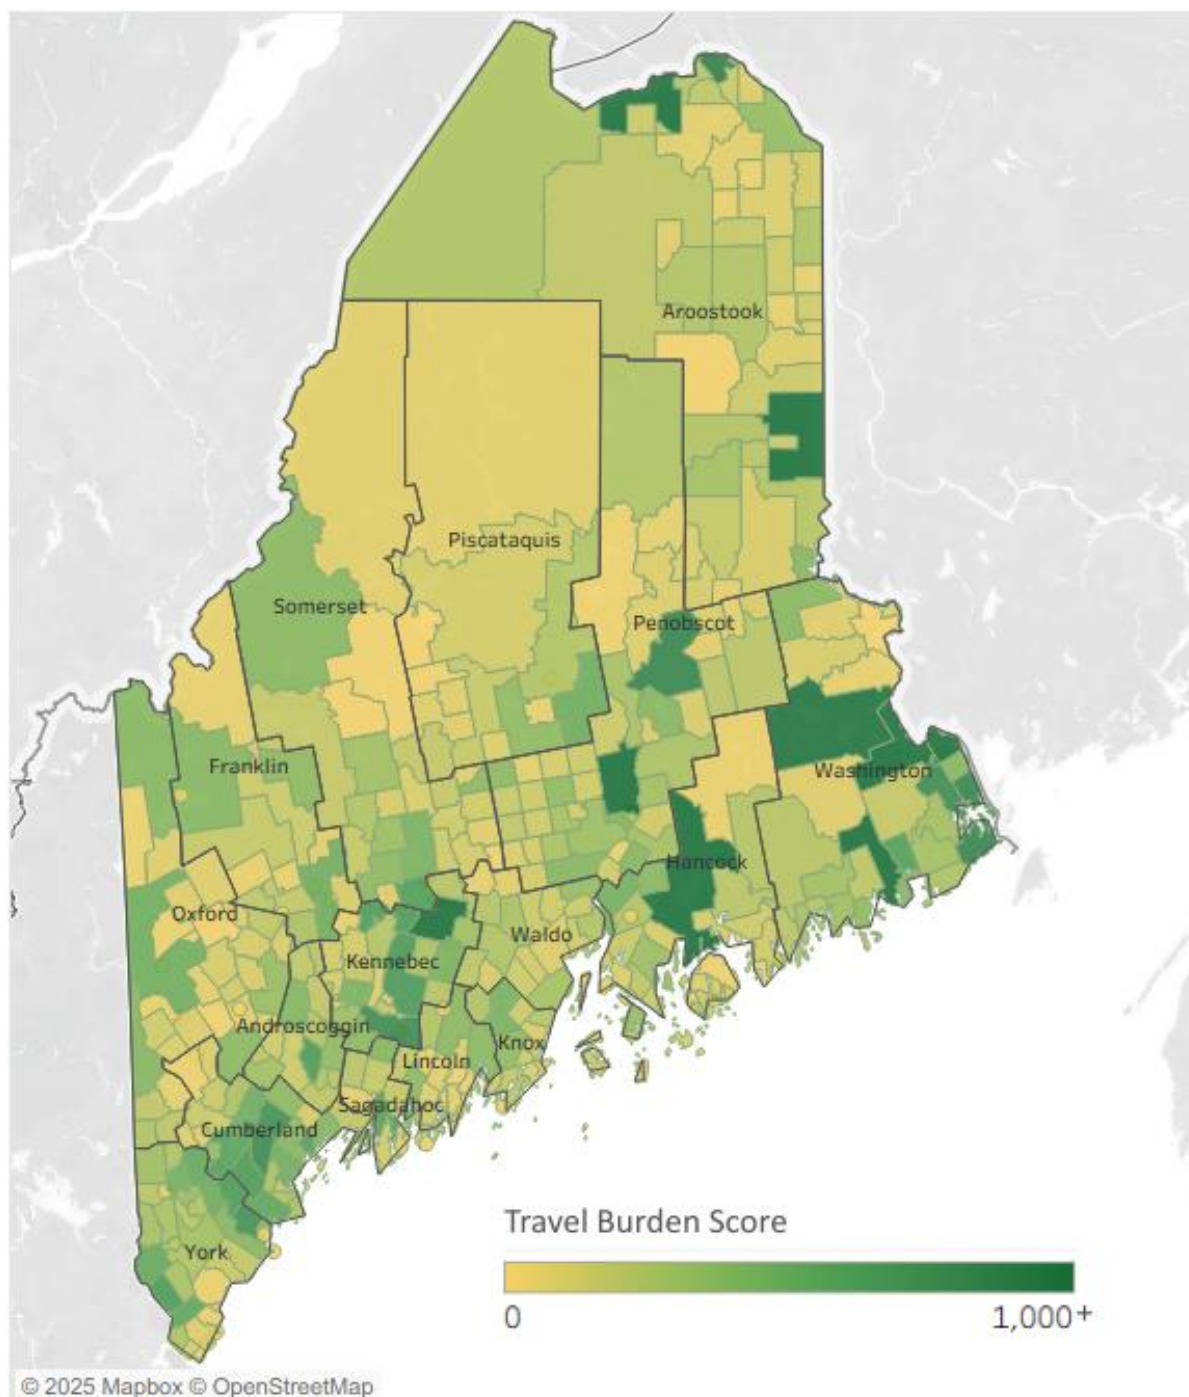 Aroostook
Piscataquis
Somerset
Penobscot
Franklin
Washington
Hancock
Oxford
Waldo
Kennebec
Androscoggin
Knox
Lincoln
Sagadahoc
Cumberland
York
Travel Burden Score
0 1,000+
© 2025 Mapbox © OpenStreetMap